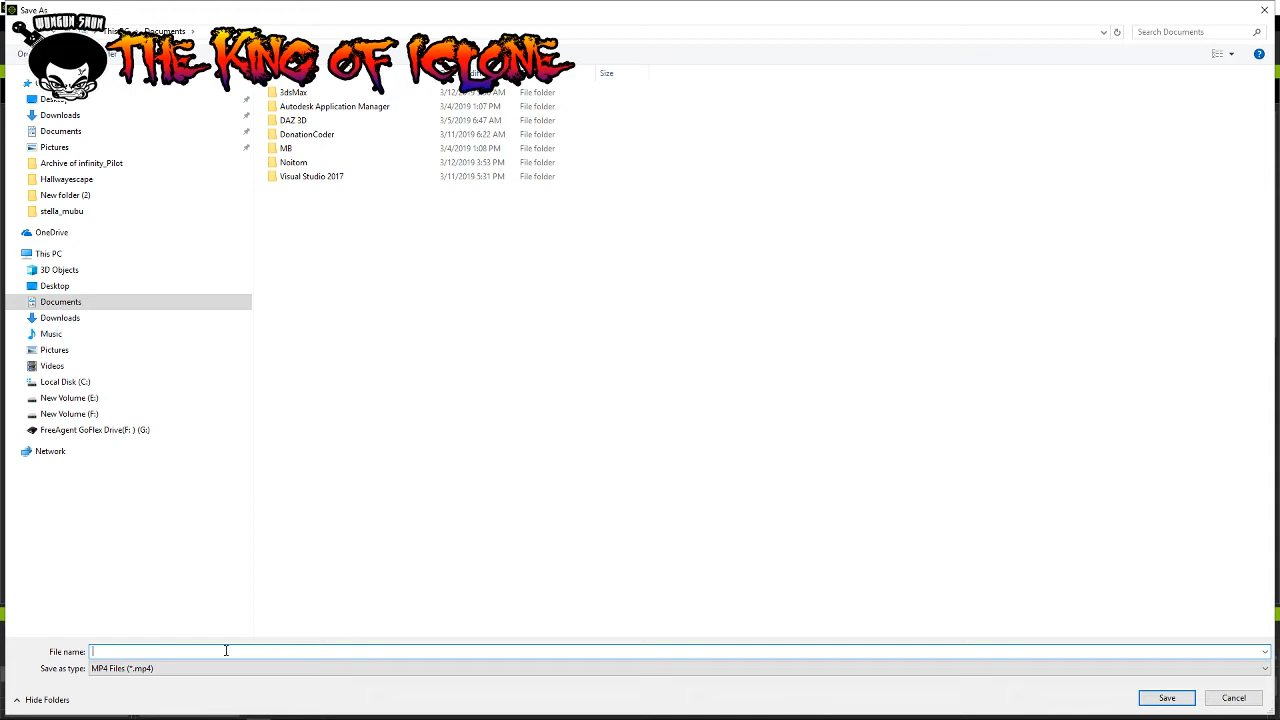 Save As
WUNGUN SHUN
THE KING OF ICLONE
Documents
Search Documents
Size
Downloads
Documents
Pictures
Archive of infinity_Pilot
Hallwayescape
New folder (2)
stella_mubu
OneDrive
This PC
3D Objects
Desktop
Documents
Downloads
Music
Pictures
Videos
Local Disk (C:)
New Volume (E:)
New Volume (F:)
FreeAgent GoFlex Drive(F: ) (G:)
Network
3dsMax File folder
Autodesk Application Manager 3/4/2019 1:07 PM File folder
DAZ 3D 3/5/2019 6:47 AM File folder
DonationCoder 3/11/2019 6:22 AM File folder
MB 3/4/2019 1:08 PM File folder
Noitom 3/12/2019 3:53 PM File folder
Visual Studio 2017 3/11/2019 5:31 PM File folder
File name:
Save as type: MP4 Files (*.mp4)
Hide Folders
Save
Cancel